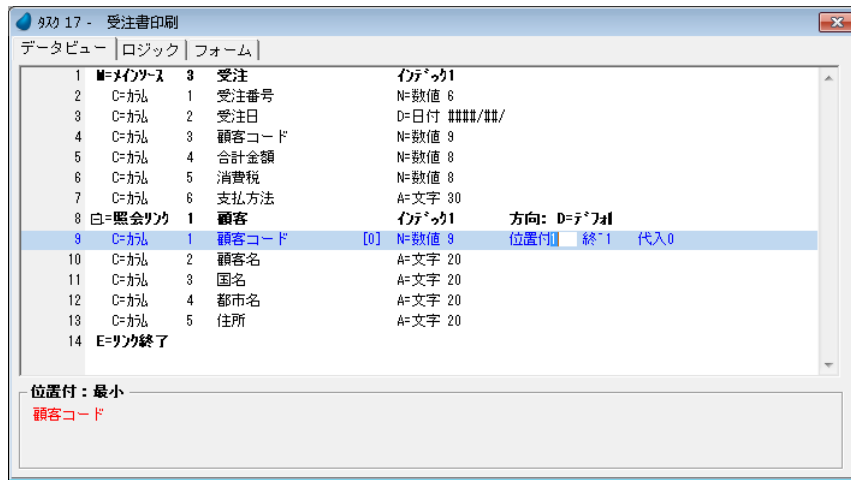 ﾀｽｸ 17 - 受注書印刷
データビュー ロジック フォーム
1 M=ﾒｲﾝｿｰｽ 3 受注 ｲﾝﾃﾞｯｸ1
2 C=ｶﾗﾑ 1 受注番号 N=数値 6
3 C=ｶﾗﾑ 2 受注日 D=日付 ####/##/
4 C=ｶﾗﾑ 3 顧客コード N=数値 9
5 C=ｶﾗﾑ 4 合計金額 N=数値 8
6 C=ｶﾗﾑ 5 消費税 N=数値 8
7 C=ｶﾗﾑ 6 支払方法 A=文字 30
8 =照会ﾘﾝｸ 1 顧客 ｲﾝﾃﾞｯｸ1 方向: D=ﾃﾞﾌｫﾙ
9 C=ｶﾗﾑ 1 顧客コード [0] N=数値 9 位置付1 終ﾞ1 代入0
10 C=ｶﾗﾑ 2 顧客名 A=文字 20
11 C=ｶﾗﾑ 3 国名 A=文字 20
12 C=ｶﾗﾑ 4 都市名 A=文字 20
13 C=ｶﾗﾑ 5 住所 A=文字 20
14 E=ﾘﾝｸ終了
位置付：最小
顧客コード